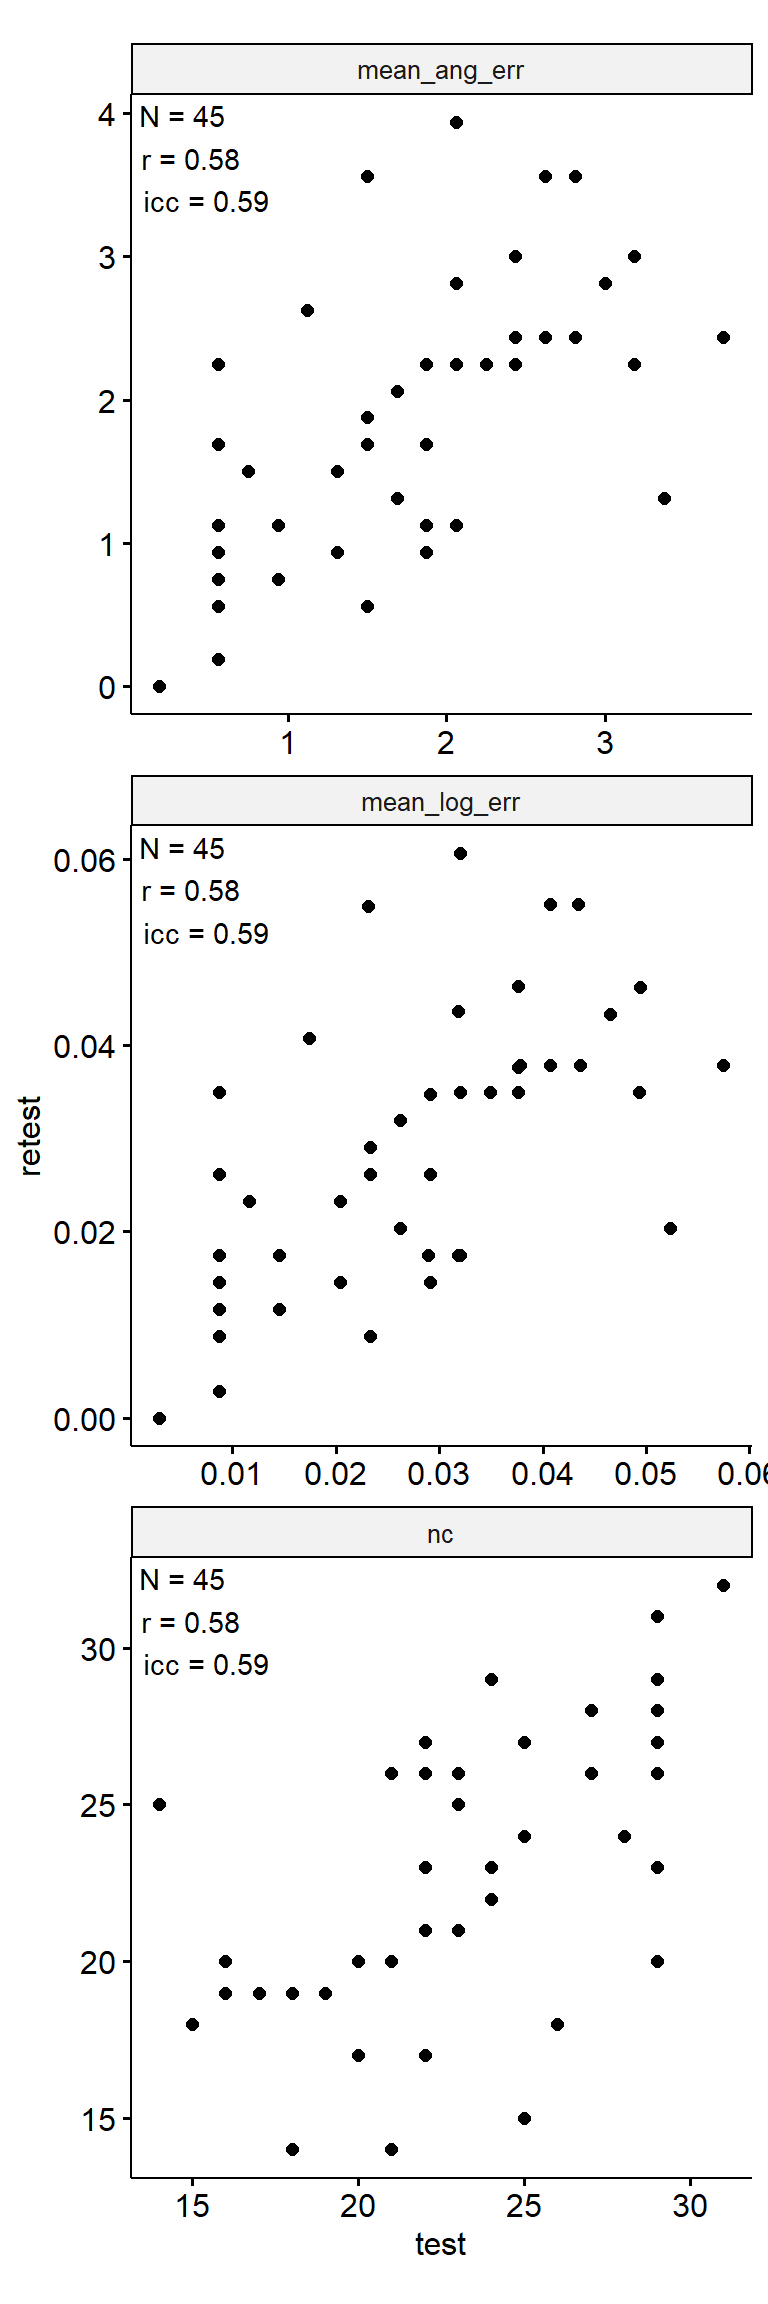 mean_ang_err
4
N = 45
r = 0.58
icc = 0.59
3
2
1
0
1 2 3
mean_log_err
0.06
N = 45
r = 0.58
icc = 0.59
0.04
retest
0.02
0.00
0.01 0.02 0.03 0.04 0.05 0.06
nc
N = 45
r = 0.58
30
icc = 0.59
25
20
15
15 20 25 30
test